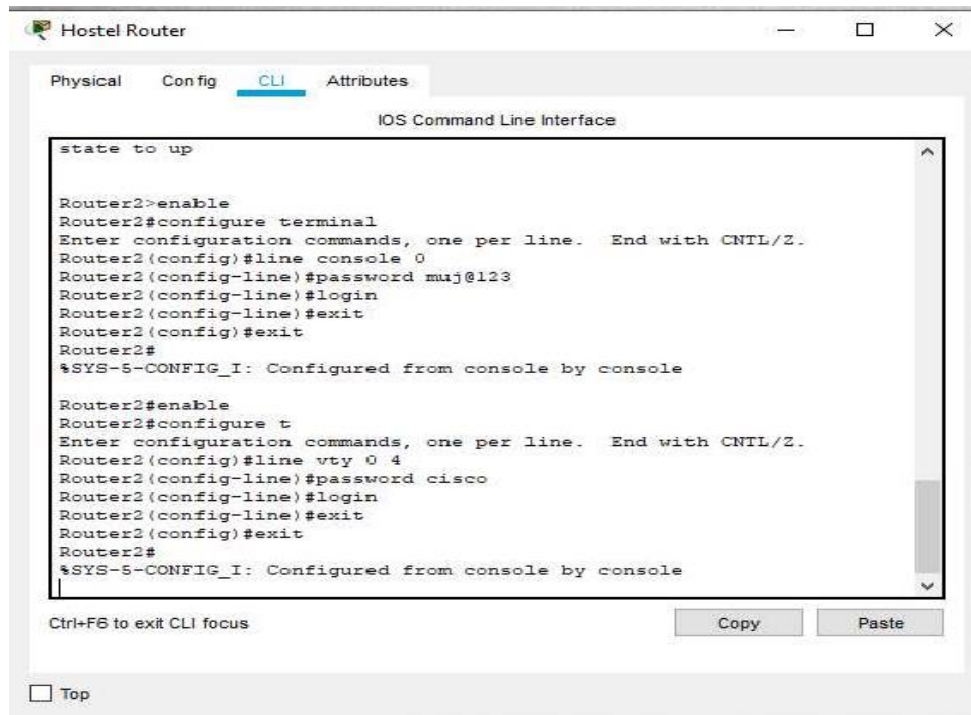 Hostel Router
Physical Config CLI Attributes
IOS Command Line Interface
state to up
Router2>enable
Router2#configure terminal
Enter configuration commands, one per line. End with CNTL/Z.
Router2(config)#line console 0
Router2(config-line)#password muj@123
Router2(config-line)#login
Router2(config-line)#exit
Router2(config)#exit
Router2#
%SYS-5-CONFIG_I: Configured from console by console
Router2#enable
Router2#configure t
Enter configuration commands, one per line. End with CNTL/Z.
Router2(config)#line vty 0 4
Router2(config-line)#password cisco
Router2(config-line)#login
Router2(config-line)#exit
Router2(config)#exit
Router2#
%SYS-5-CONFIG_I: Configured from console by console
Ctrl+F6 to exit CLI focus
Copy Paste
Top